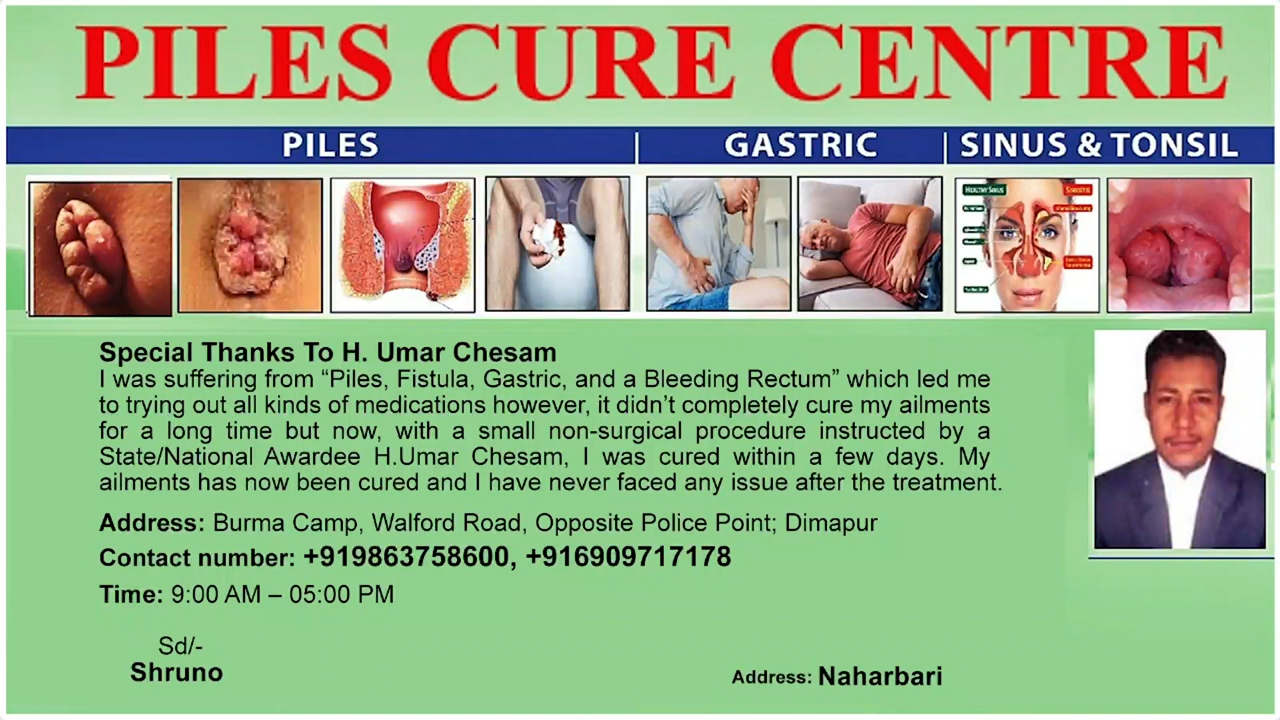 PILES CURE CENTRE
PILES | GASTRIC | SINUS & TONSIL
HEALTHY SINUS
SINUSITIS
Special Thanks To H. Umar Chesam
I was suffering from “Piles, Fistula, Gastric, and a Bleeding Rectum” which led me
to trying out all kinds of medications however, it didn’t completely cure my ailments
for a long time but now, with a small non-surgical procedure instructed by a
State/National Awardee H.Umar Chesam, I was cured within a few days. My
ailments has now been cured and I have never faced any issue after the treatment.
Address: Burma Camp, Walford Road, Opposite Police Point; Dimapur
Contact number: +919863758600, +916909717178
Time: 9:00 AM – 05:00 PM
Sd/-
Shruno
Address: Naharbari